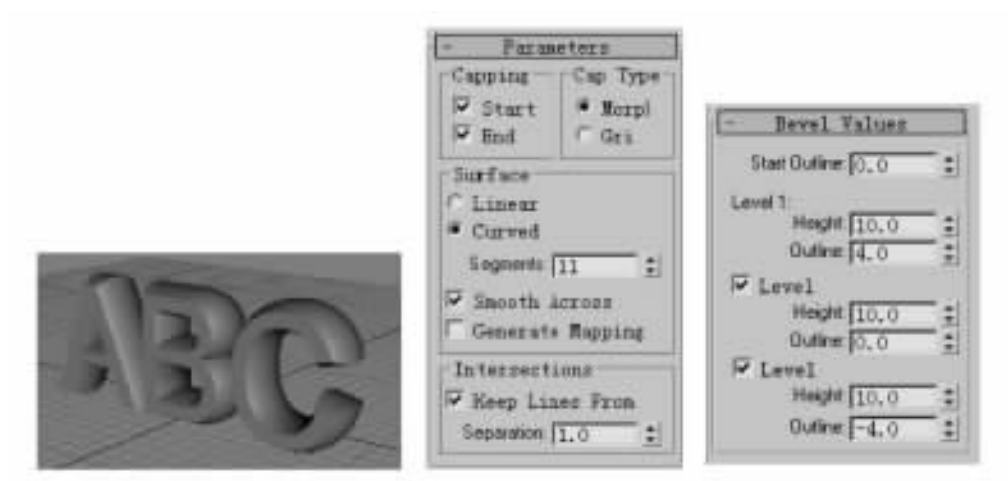 ABC
- Parameters
Capping
Start
End
Cap Type
Morpl
Gri
Surface
Linear
Curved
Segments: 11
Smooth Across
Generate Mapping
Intersections
Keep Lines From
Separation: 1.0
- Bevel Values
Start Outline: 0.0
Level 1:
Height: 10.0
Outline: 4.0
Level
Height: 10.0
Outline: 0.0
Level
Height: 10.0
Outline: -4.0